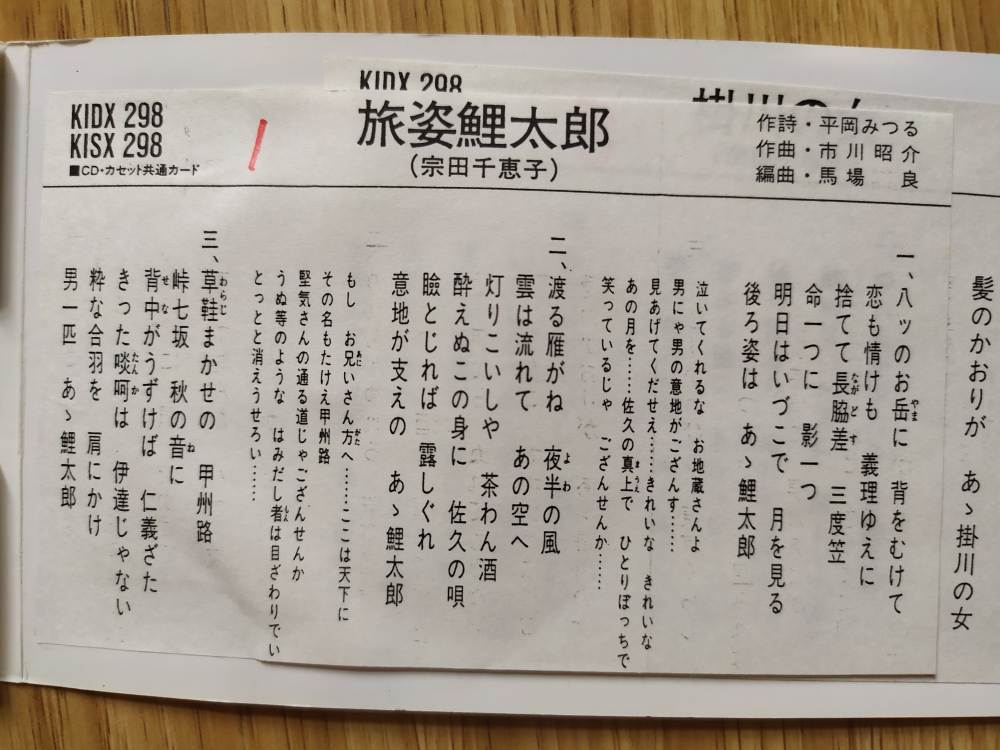 KIDX 298
掛川の
髪のかおりが あゝ掛川の女
KIDX 298
KISX 298
■CD・カセット共通カード
1
旅姿鯉太郎
(宗田千恵子)
作詩・平岡みつる
作曲・市川昭介
編曲・馬場 良
一、八ッのお岳に 背をむけて
恋も情けも 義理ゆえに
捨てて長脇差 三度笠
命一つに 影一つ
明日はいづこで 月を見る
後ろ姿は あゝ鯉太郎
泣いてくれるな お地蔵さんよ
男にゃ男の意地がござんす……
見あげてくだせえ……きれいな きれいな
あの月を……佐久の真上で ひとりぼっちで
笑っているじゃ ござんせんか……
二、渡る雁がね 夜半の風
雲は流れて あの空へ
灯りこいしや 茶わん酒
酔えぬこの身に 佐久の唄
瞼とじれば 露しぐれ
意地が支えの あゝ鯉太郎
もし お兄いさん方へ……ここは天下に
その名もたけえ甲州路
堅気さんの通る道じゃござんせんか
うぬ等のような はみだし者は目ざわりでい
とっとと消えうせろい……
三、草鞋まかせの 甲州路
峠七坂 秋の音に
背中がうずけば 仁義ざた
きった啖呵は 伊達じゃない
粋な合羽を 肩にかけ
男一匹 あゝ鯉太郎